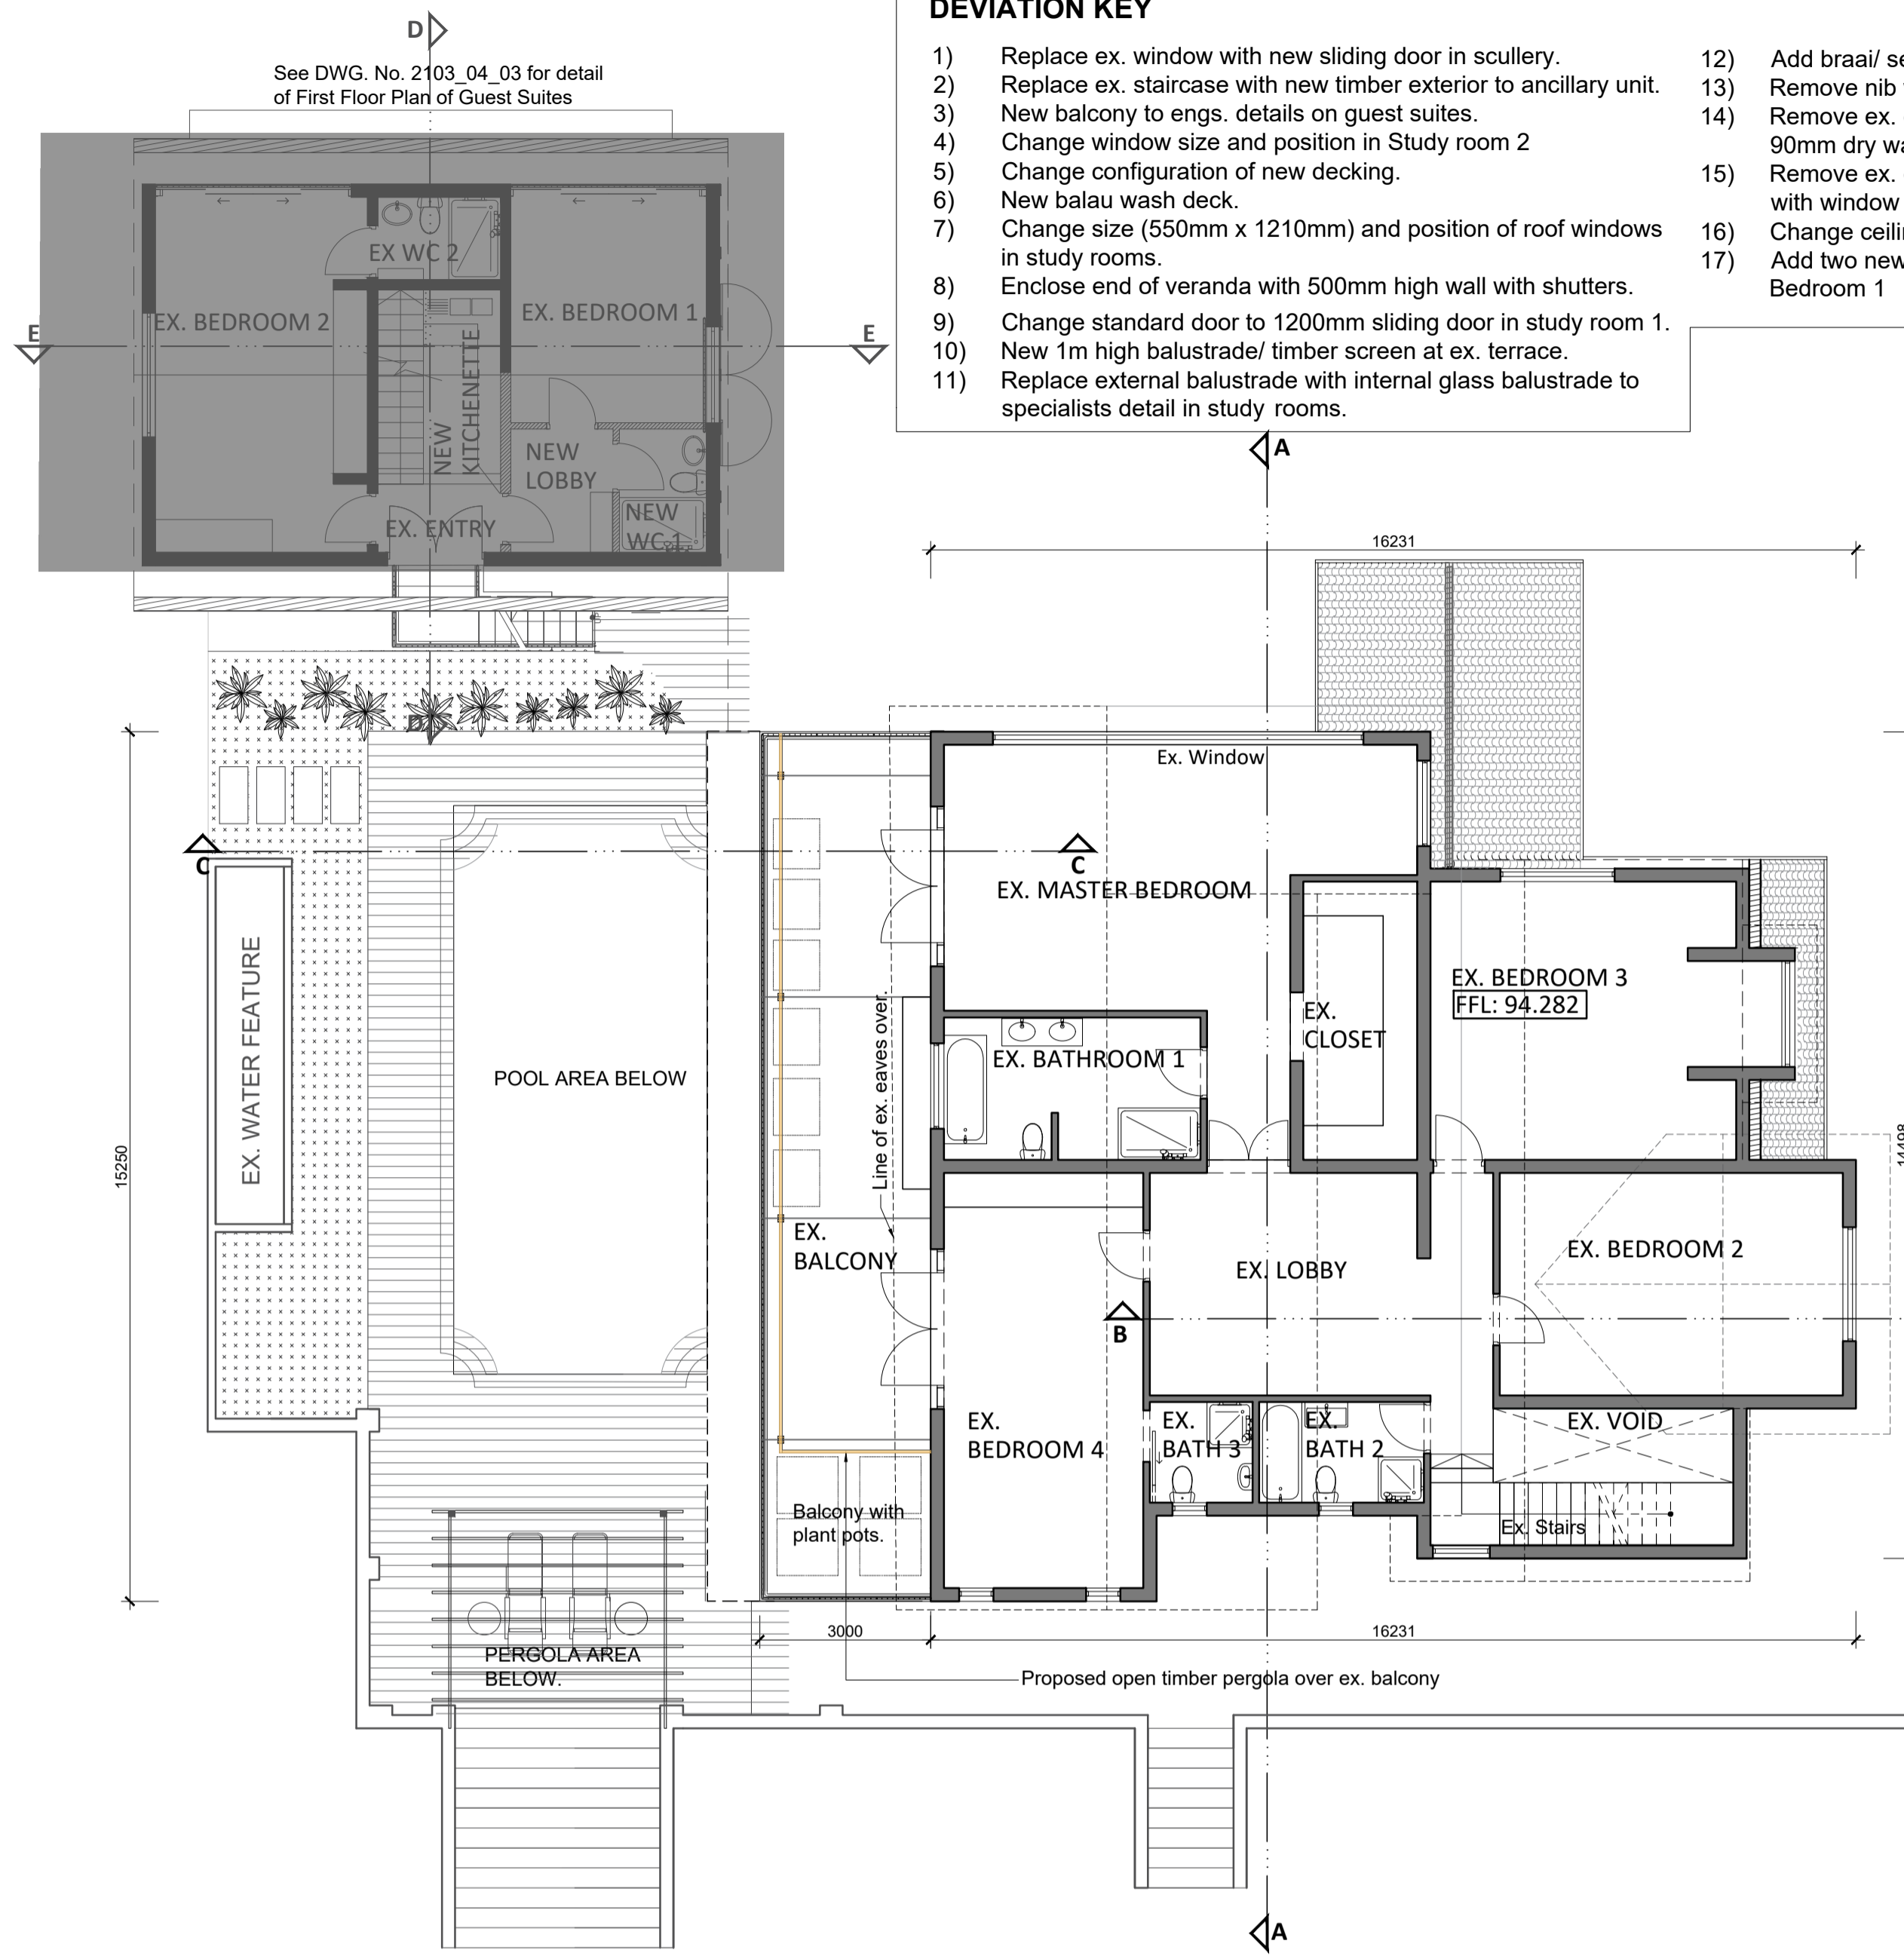 DEVIATION KEY
1) Replace ex. window with new sliding door in scullery.
2) Replace ex. staircase with new timber exterior to ancillary unit.
3) New balcony to engs. details on guest suites.
4) Change window size and position in Study room 2
5) Change configuration of new decking.
6) New balau wash deck.
7) Change size (550mm x 1210mm) and position of roof windows
in study rooms.
8) Enclose end of veranda with 500mm high wall with shutters.
9) Change standard door to 1200mm sliding door in study room 1.
10) New 1m high balustrade/ timber screen at ex. terrace.
11) Replace external balustrade with internal glass balustrade to
specialists detail in study rooms.
12) Add braai/
13) Remove nib
14) Remove ex.
90mm dry
15) Remove ex.
with window
16) Change
17) Add two new
Bedroom 1
D
See DWG. No. 2103_04_03 for detail
of First Floor Plan of Guest Suites
EX WC 2
EX. BEDROOM 2
EX. BEDROOM 1
E
E
NEW
KITCHENETTE
NEW
LOBBY
NEW
WC 1
EX. ENTRY
D
A
16231
Ex. Window
C
C
EX. MASTER BEDROOM
EX. WATER FEATURE
POOL AREA BELOW
Line of ex. eaves over.
EX. BATHROOM 1
EX.
CLOSET
EX. BEDROOM 3
FFL: 94.282
15250
14498
EX.
BALCONY
EX. LOBBY
EX. BEDROOM 2
B
EX.
BEDROOM 4
EX.
BATH 3
EX.
BATH 2
EX. VOID
Ex. Stairs
Balcony with
plant pots.
PERGOLA AREA
BELOW.
3000
16231
Proposed open timber pergola over ex. balcony
A